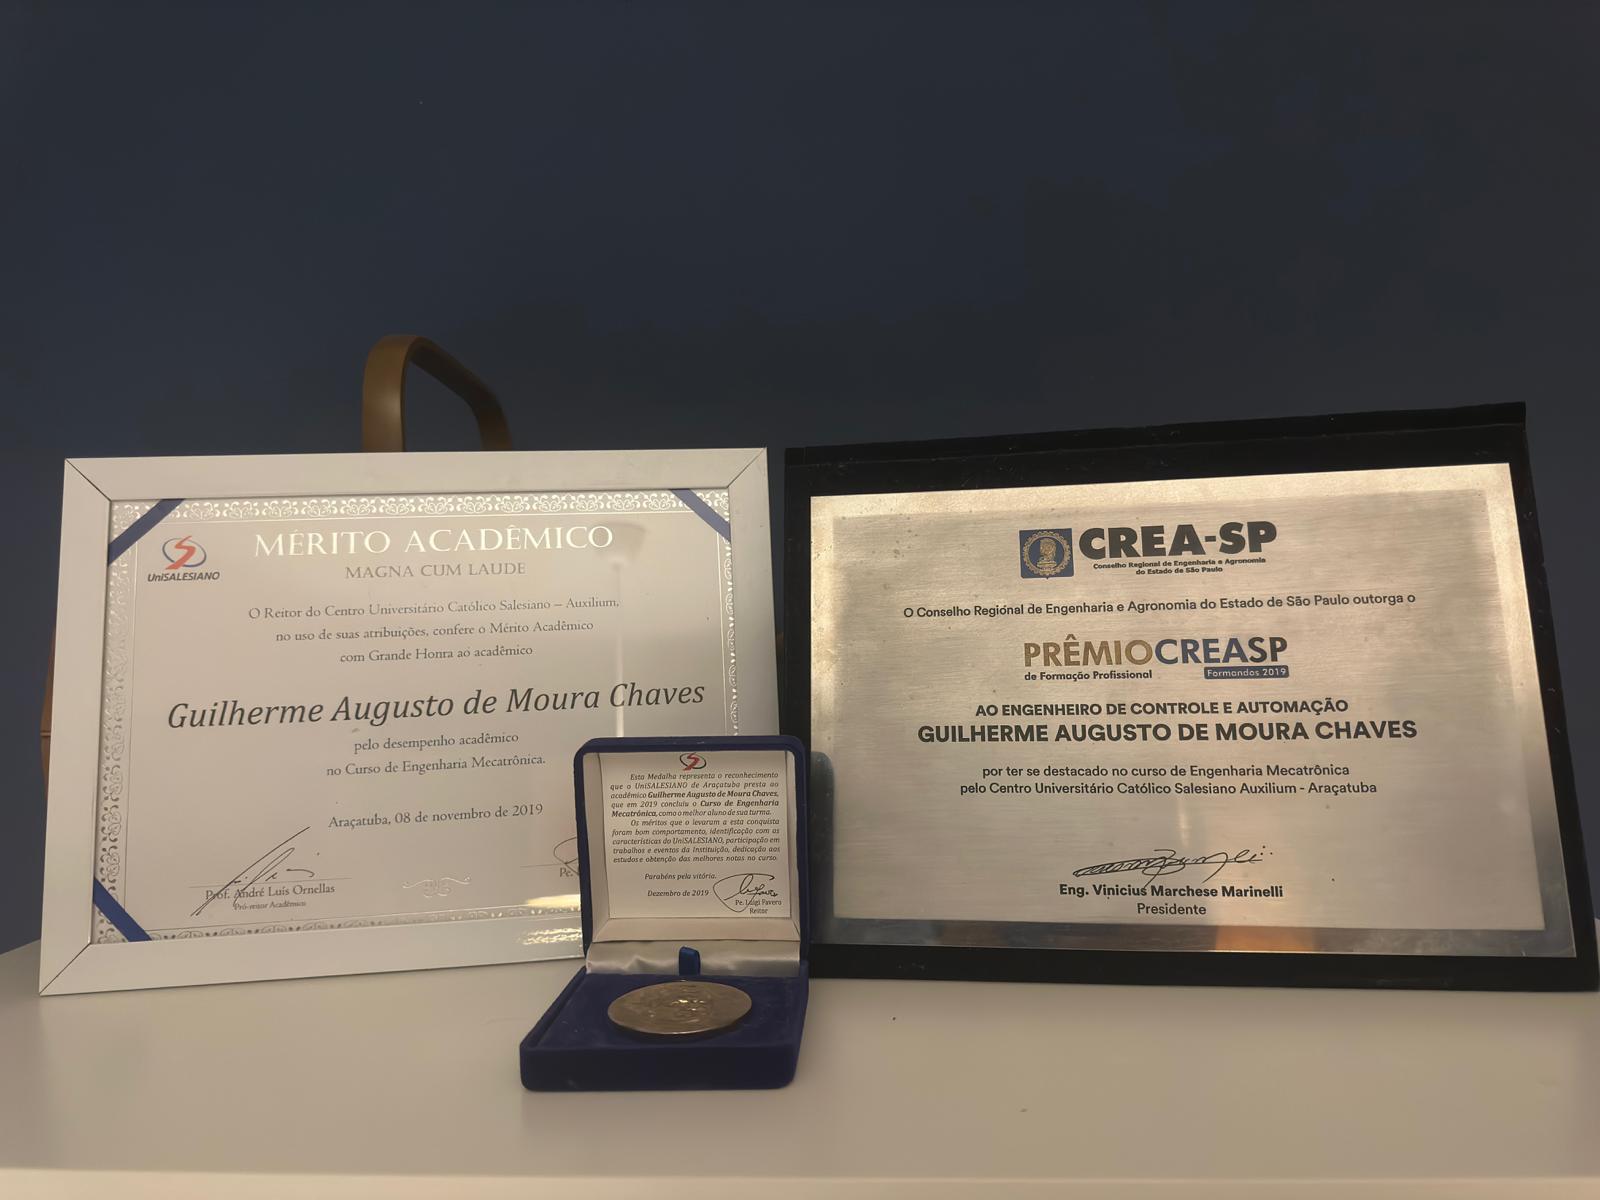 UniSALESIANO
MÉRITO ACADÊMICO
MAGNA CUM LAUDE
O Reitor do Centro Universitário Católico Salesiano – Auxilium,
no uso de suas atribuições, confere o Mérito Acadêmico
com Grande Honra ao acadêmico
Guilherme Augusto de Moura Chaves
pelo desempenho acadêmico
no Curso de Engenharia Mecatrônica.
Araçatuba, 08 de novembro de 2019
Prof. André Luís Ornellas
Pró-reitor Acadêmico
Pe.
Esta Medalha representa o reconhecimento
que o UniSALESIANO de Araçatuba presta ao
acadêmico Guilherme Augusto de Moura Chaves,
que em 2019 concluiu o Curso de Engenharia
Mecatrônica, como o melhor aluno de sua turma.
Os méritos que o levaram a esta conquista
foram bom comportamento, identificação com as
características do UniSALESIANO, participação em
trabalhos e eventos da Instituição, dedicação aos
estudos e obtenção das melhores notas no curso.
Parabéns pela vitória.
Dezembro de 2019
Pe. Luigi Favero
Reitor
CREA-SP
Conselho Regional de Engenharia e Agronomia
do Estado de São Paulo
O Conselho Regional de Engenharia e Agronomia do Estado de São Paulo outorga o
PRÊMIOCREASP
de Formação Profissional Formandos 2019
AO ENGENHEIRO DE CONTROLE E AUTOMAÇÃO
GUILHERME AUGUSTO DE MOURA CHAVES
por ter se destacado no curso de Engenharia Mecatrônica
pelo Centro Universitário Católico Salesiano Auxilium - Araçatuba
Eng. Vinicius Marchese Marinelli
Presidente